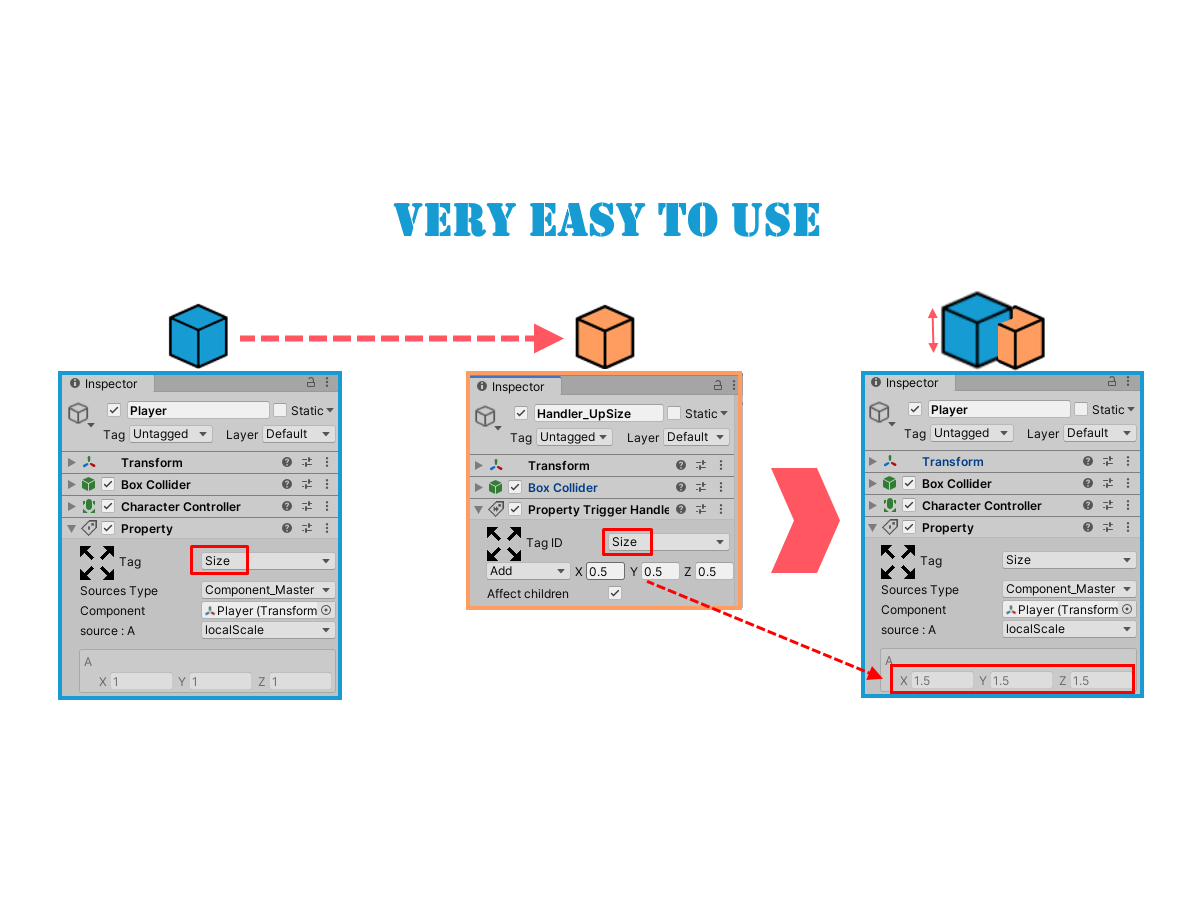 VERY EASY TO USE
Inspector
Player
Static
Tag Untagged Layer Default
Transform
Box Collider
Character Controller
Property
Tag Size
Sources Type Component_Master
Component Player (Transform
source : A localScale
A
X 1 Y 1 Z 1
Inspector
Handler_UpSize
Static
Tag Untagged Layer Default
Transform
Box Collider
Property Trigger Handle
Tag ID Size
Add X 0.5 Y 0.5 Z 0.5
Affect children
Inspector
Player
Static
Tag Untagged Layer Default
Transform
Box Collider
Character Controller
Property
Tag Size
Sources Type Component_Master
Component Player (Transform
source : A localScale
A
X 1.5 Y 1.5 Z 1.5